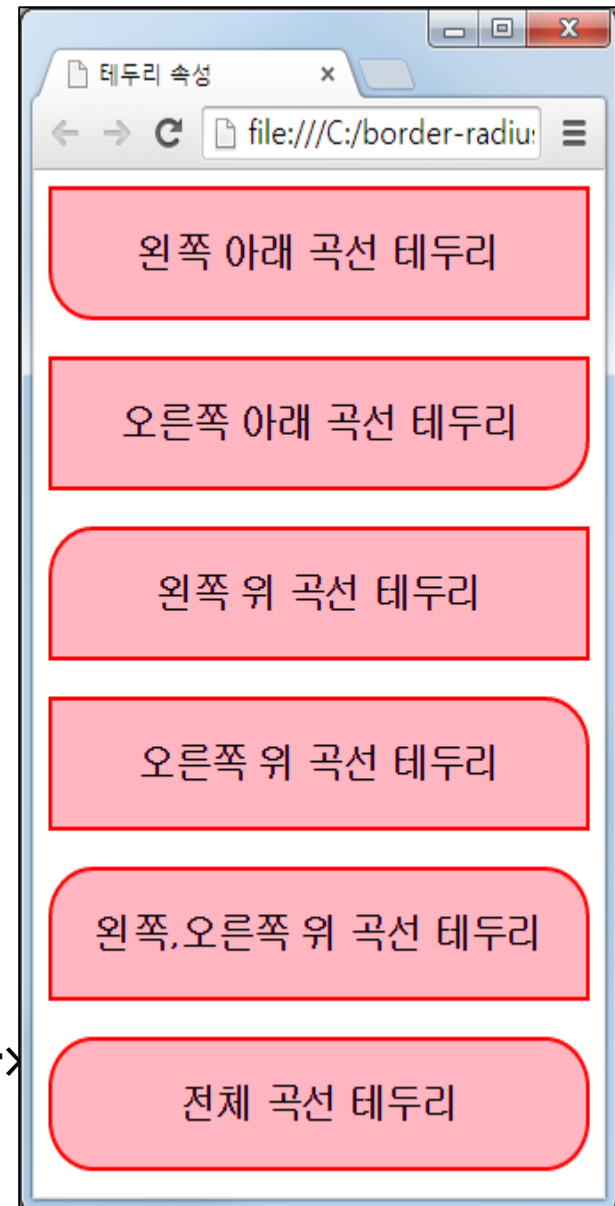 테두리 속성
file:///C:/border-radiu
왼쪽 아래 곡선 테두리
오른쪽 아래 곡선 테두리
왼쪽 위 곡선 테두리
오른쪽 위 곡선 테두리
왼쪽,오른쪽 위 곡선 테두리
전체 곡선 테두리